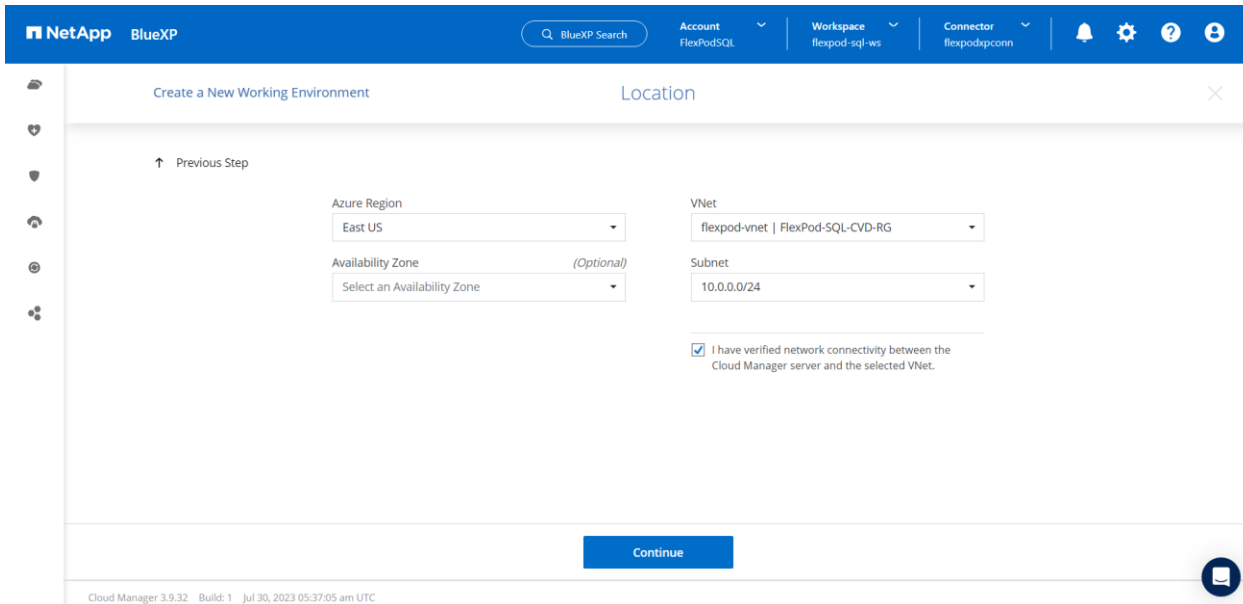 NetApp BlueXP
BlueXP Search
Account
FlexPodSQL
Workspace
flexpod-sql-ws
Connector
flexpodxpconn
Create a New Working Environment
Location
Previous Step
Azure Region
East US
VNet
flexpod-vnet | FlexPod-SQL-CVD-RG
Availability Zone (Optional)
Select an Availability Zone
Subnet
10.0.0.0/24
I have verified network connectivity between the
Cloud Manager server and the selected VNet.
Continue
Cloud Manager 3.9.32 Build: 1 Jul 30, 2023 05:37:05 am UTC